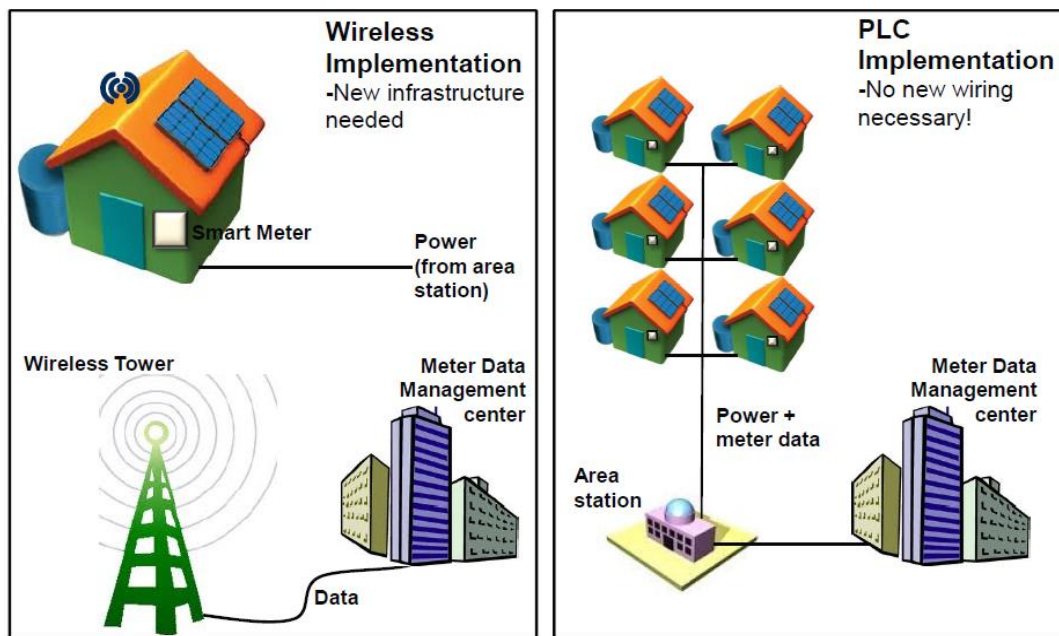 Wireless
Implementation
-New infrastructure
needed
Smart Meter
Power
(from area
station)
Wireless Tower
Meter Data
Management
center
Data
PLC
Implementation
-No new wiring
necessary!
Power +
meter data
Meter Data
Management
center
Area
station